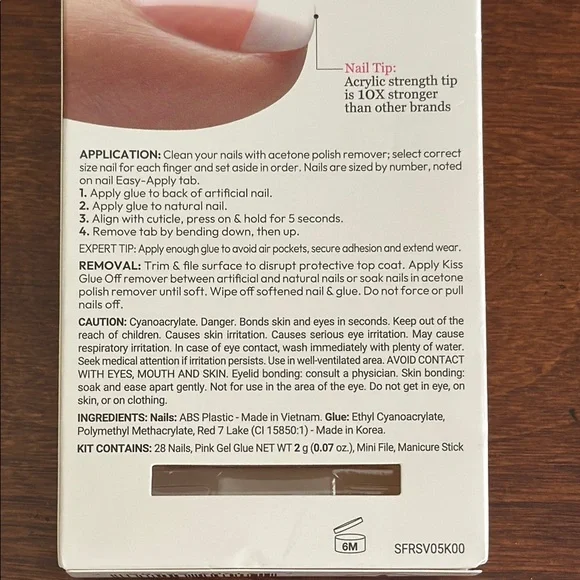 Nail Tip:
Acrylic strength tip
is 10X stronger
than other brands
APPLICATION: Clean your nails with acetone polish remover; select correct
size nail for each finger and set aside in order. Nails are sized by number, noted
on nail Easy-Apply tab.
1. Apply glue to back of artificial nail.
2. Apply glue to natural nail.
3. Align with cuticle, press on & hold for 5 seconds.
4. Remove tab by bending down, then up.
EXPERT TIP: Apply enough glue to avoid air pockets, secure adhesion and extend wear.
REMOVAL: Trim & file surface to disrupt protective top coat. Apply Kiss
Glue Off remover between artificial and natural nails or soak nails in acetone
polish remover until soft. Wipe off softened nail & glue. Do not force or pull
nails off.
CAUTION: Cyanoacrylate. Danger. Bonds skin and eyes in seconds. Keep out of the
reach of children. Causes skin irritation. Causes serious eye irritation. May cause
respiratory irritation. In case of eye contact, wash immediately with plenty of water.
Seek medical attention if irritation persists. Use in well-ventilated area. AVOID CONTACT
WITH EYES, MOUTH AND SKIN. Eyelid bonding: consult a physician. Skin bonding:
soak and ease apart gently. Not for use in the area of the eye. Do not get in eye, on
skin, or on clothing.
INGREDIENTS: Nails: ABS Plastic - Made in Vietnam. Glue: Ethyl Cyanoacrylate,
Polymethyl Methacrylate, Red 7 Lake (CI 15850:1) - Made in Korea.
KIT CONTAINS: 28 Nails, Pink Gel Glue NET WT 2 g (0.07 oz.), Mini File, Manicure Stick
6M
SFRSV05K00